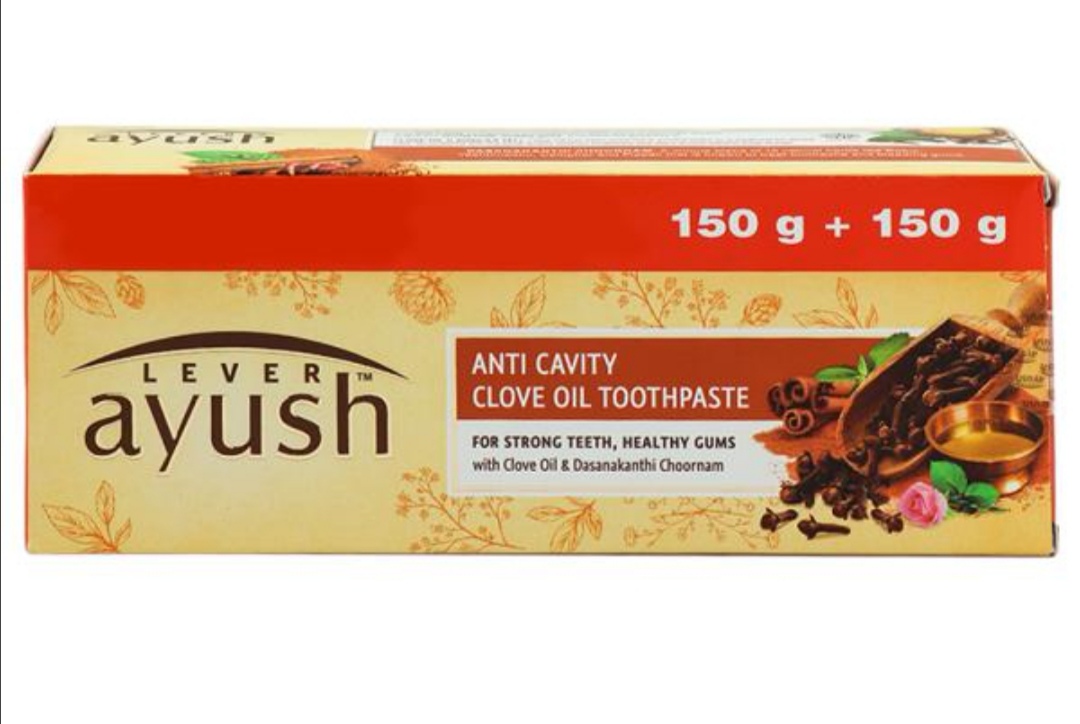 ayush
150 g + 150 g
LEVER™
ayush
ANTI CAVITY
CLOVE OIL TOOTHPASTE
FOR STRONG TEETH, HEALTHY GUMS
with Clove Oil & Dasanakanthi Choornam